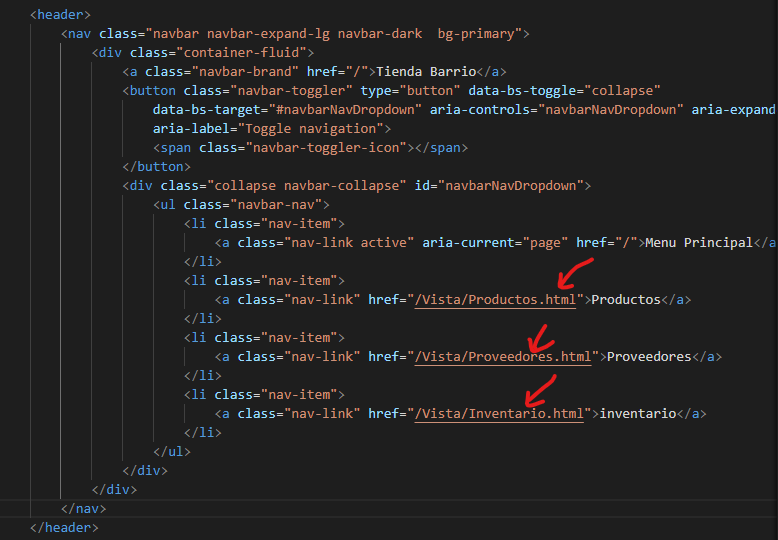 <header>
<nav class="navbar navbar-expand-lg navbar-dark  bg-primary">
<div class="container-fluid">
<a class="navbar-brand" href="/">Tienda Barrio</a>
<button class="navbar-toggler" type="button" data-bs-toggle="collapse"
data-bs-target="#navbarNavDropdown" aria-controls="navbarNavDropdown" aria-expand
aria-label="Toggle navigation">
<span class="navbar-toggler-icon"></span>
</button>
<div class="collapse navbar-collapse" id="navbarNavDropdown">
<ul class="navbar-nav">
<li class="nav-item">
<a class="nav-link active" aria-current="page" href="/">Menu Principal</a
</li>
<li class="nav-item">
<a class="nav-link" href="/Vista/Productos.html">Productos</a>
</li>
<li class="nav-item">
<a class="nav-link" href="/Vista/Proveedores.html">Proveedores</a>
</li>
<li class="nav-item">
<a class="nav-link" href="/Vista/Inventario.html">inventario</a>
</li>
</ul>
</div>
</div>
</nav>
</header>